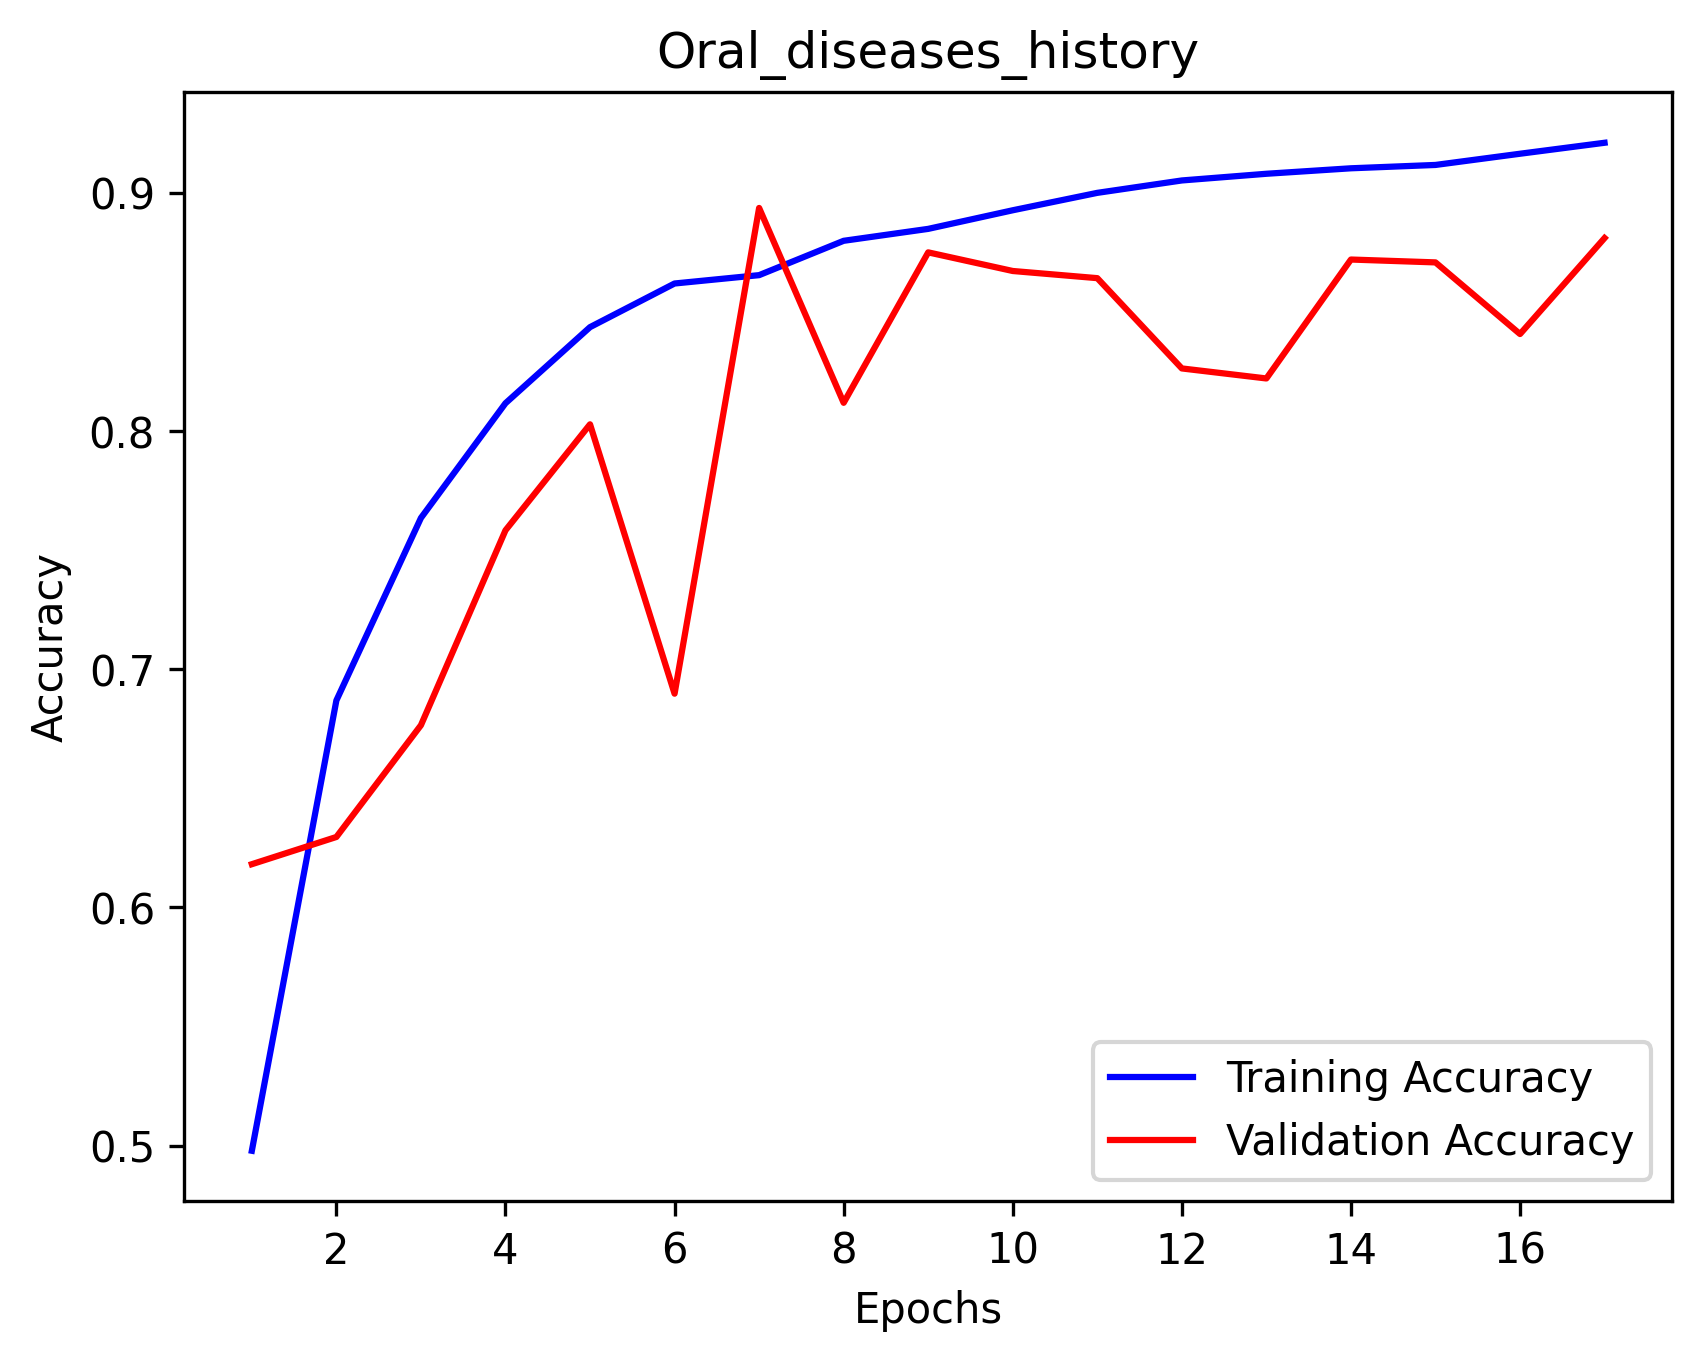 Oral_diseases_history
Accuracy
0.9
0.8
0.7
0.6
0.5
Training Accuracy
Validation Accuracy
2 4 6 8 10 12 14 16
Epochs